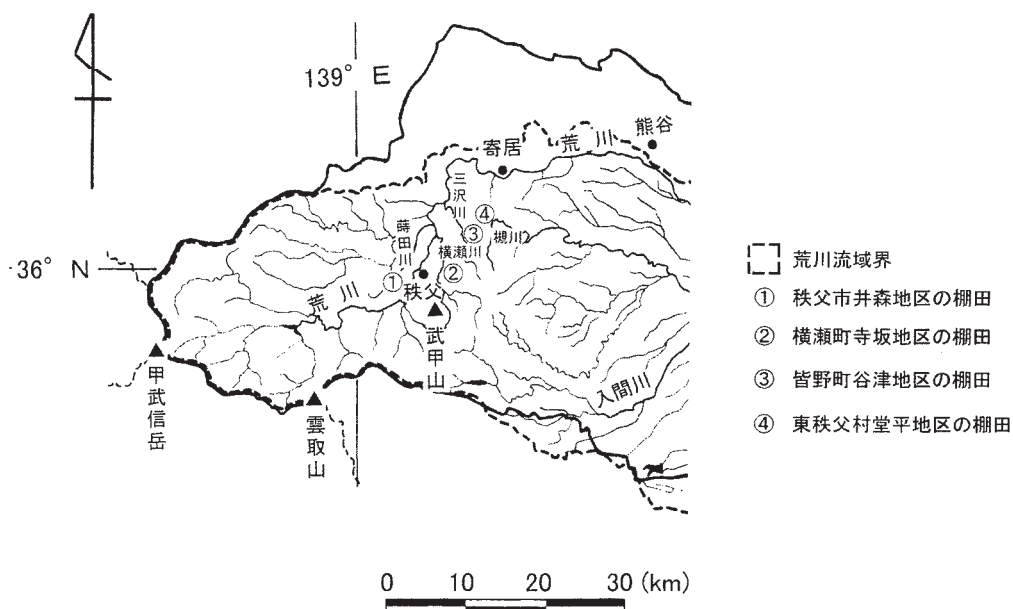 139° E
熊谷
荒川
寄居
三沢川
④
蒔田川
③
槻川
横瀬川
36° N
①
②
秩父
荒川
武甲山
入間川
甲武信岳
雲取山
荒川流域界
① 秩父市井森地区の棚田
② 横瀬町寺坂地区の棚田
③ 皆野町谷津地区の棚田
④ 東秩父村堂平地区の棚田
0 10 20 30 (km)